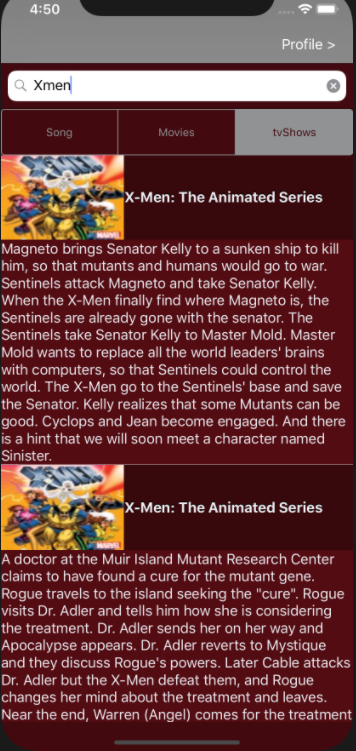 4:50
Profile >
Xmen
Song Movies tvShows
X-MEN
MARVEL
X-Men: The Animated Series
Magneto brings Senator Kelly to a sunken ship to kill
him, so that mutants and humans would go to war.
Sentinels attack Magneto and take Senator Kelly.
When the X-Men finally find where Magneto is, the
Sentinels are already gone with the senator. The
Sentinels take Senator Kelly to Master Mold. Master
Mold wants to replace all the world leaders' brains
with computers, so that Sentinels could control the
world. The X-Men go to the Sentinels' base and save
the Senator. Kelly realizes that some Mutants can be
good. Cyclops and Jean become engaged. And there
is a hint that we will soon meet a character named
Sinister.
X-MEN
MARVEL
X-Men: The Animated Series
A doctor at the Muir Island Mutant Research Center
claims to have found a cure for the mutant gene.
Rogue travels to the island seeking the "cure". Rogue
visits Dr. Adler and tells him how she is considering
the treatment. Dr. Adler sends her on her way and
Apocalypse appears. Dr. Adler reverts to Mystique
and they discuss Rogue's powers. Later Cable attacks
Dr. Adler but the X-Men defeat them, and Rogue
changes her mind about the treatment and leaves.
Near the end, Warren (Angel) comes for the treatment